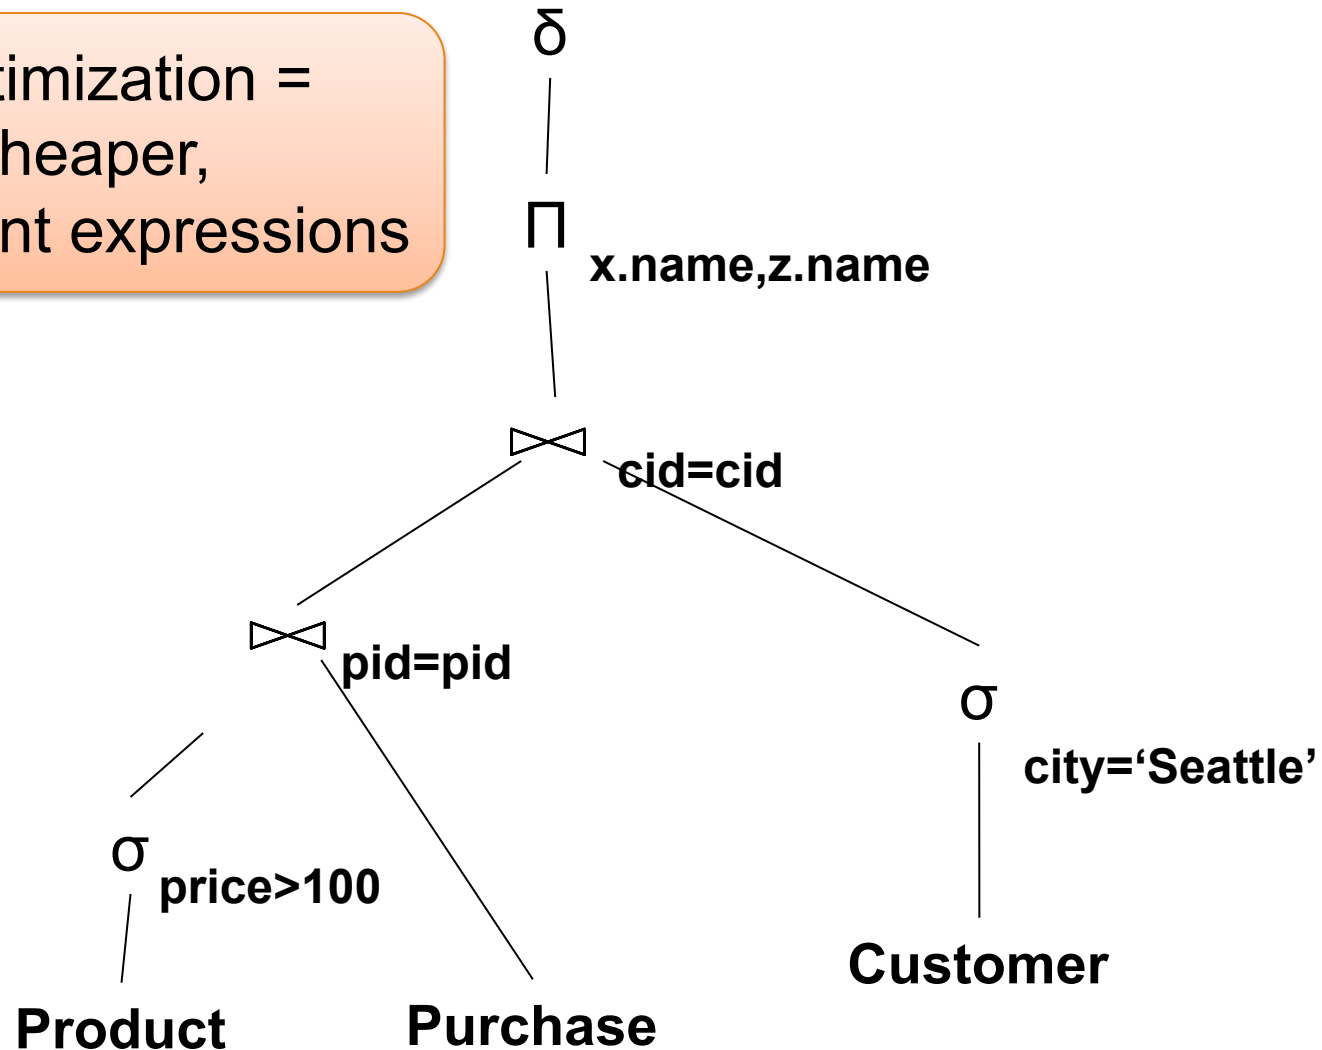 δ
timization =
heaper,
nt expressions
Π
x.name,z.name
cid=cid
pid=pid
σ
city=‘Seattle’
σ
price>100
Customer
Product
Purchase